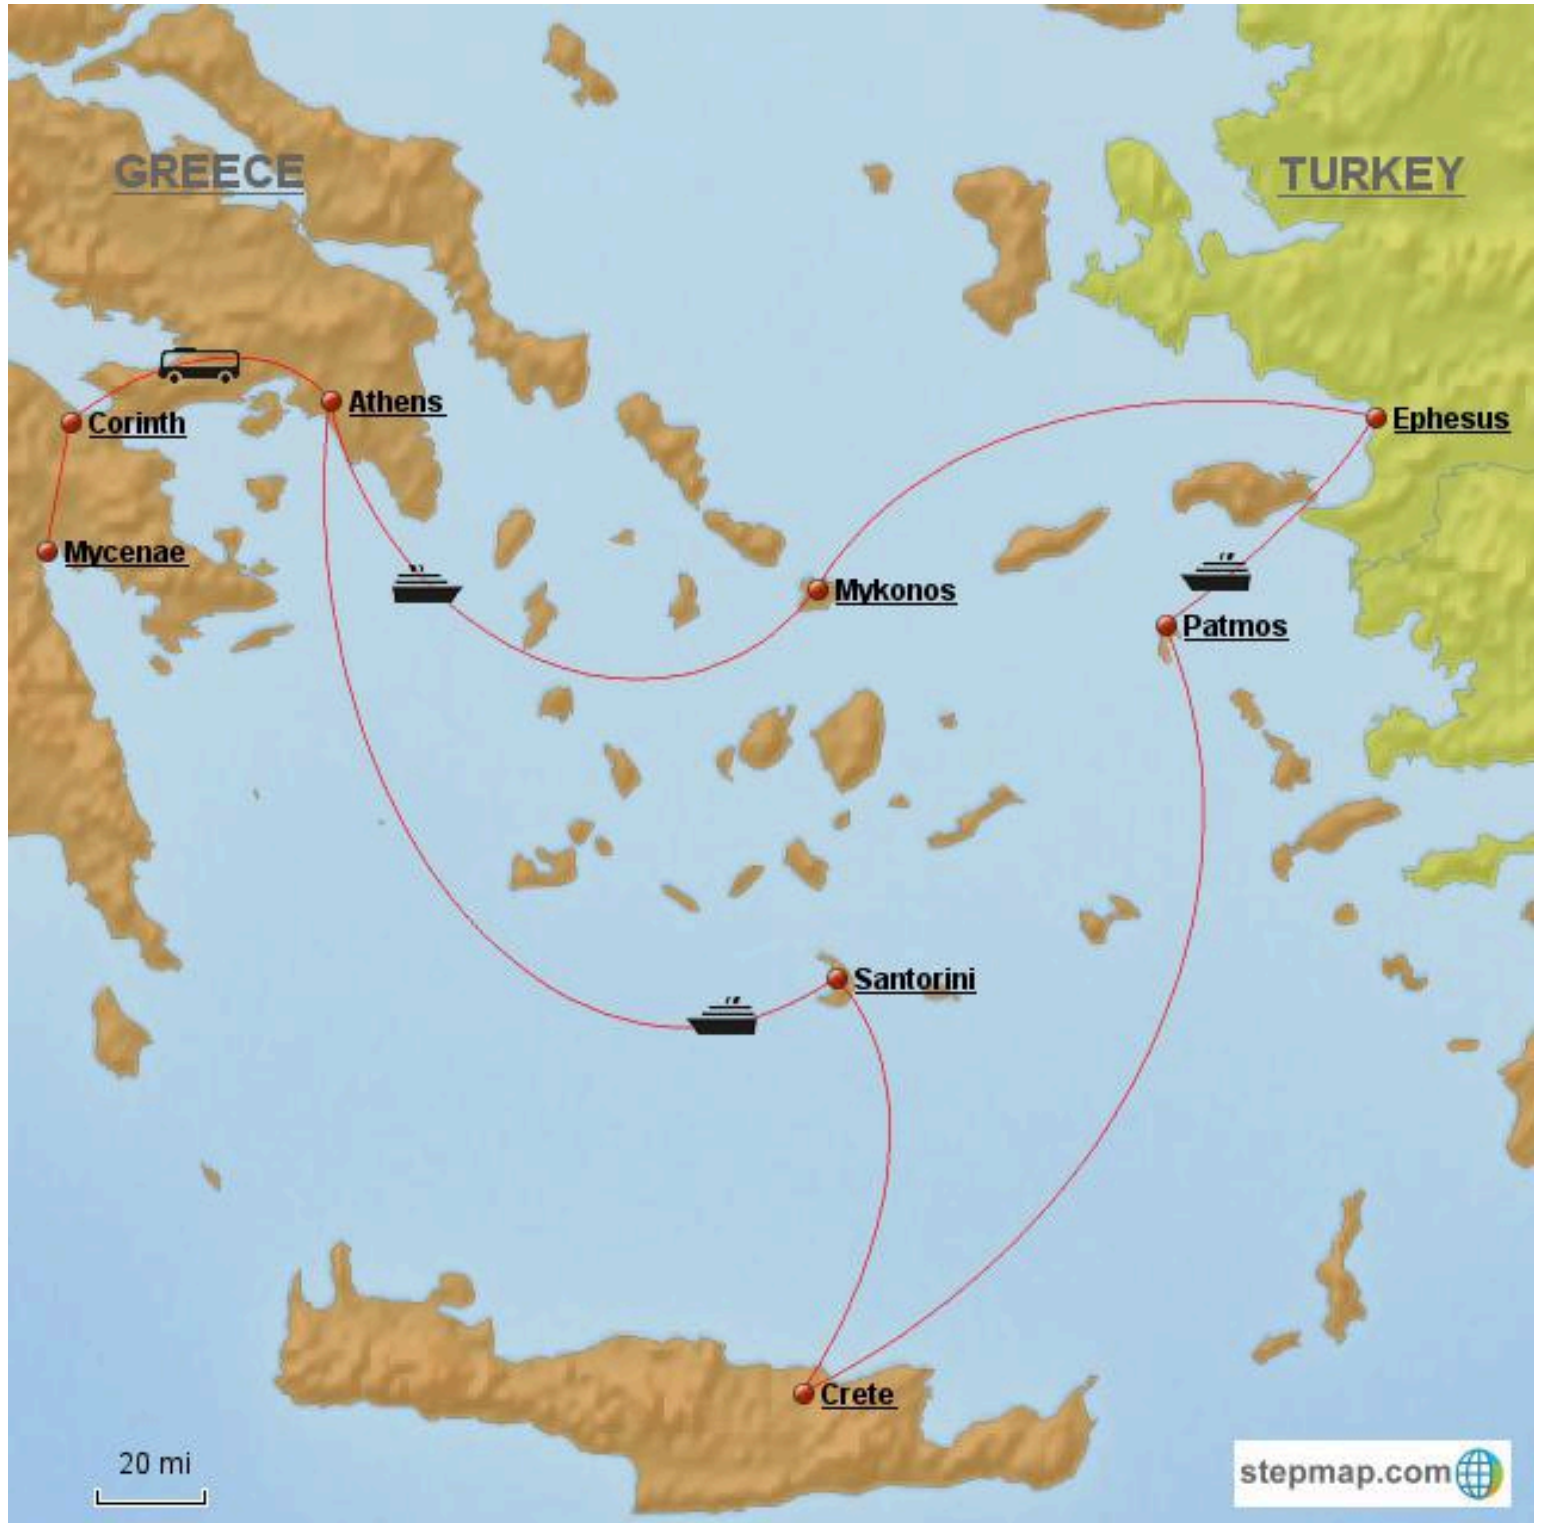 GREECE
TURKEY
Athens
Corinth
Ephesus
Mycenae
Mykonos
Patmos
Santorini
Crete
20 mi
stepmap.com